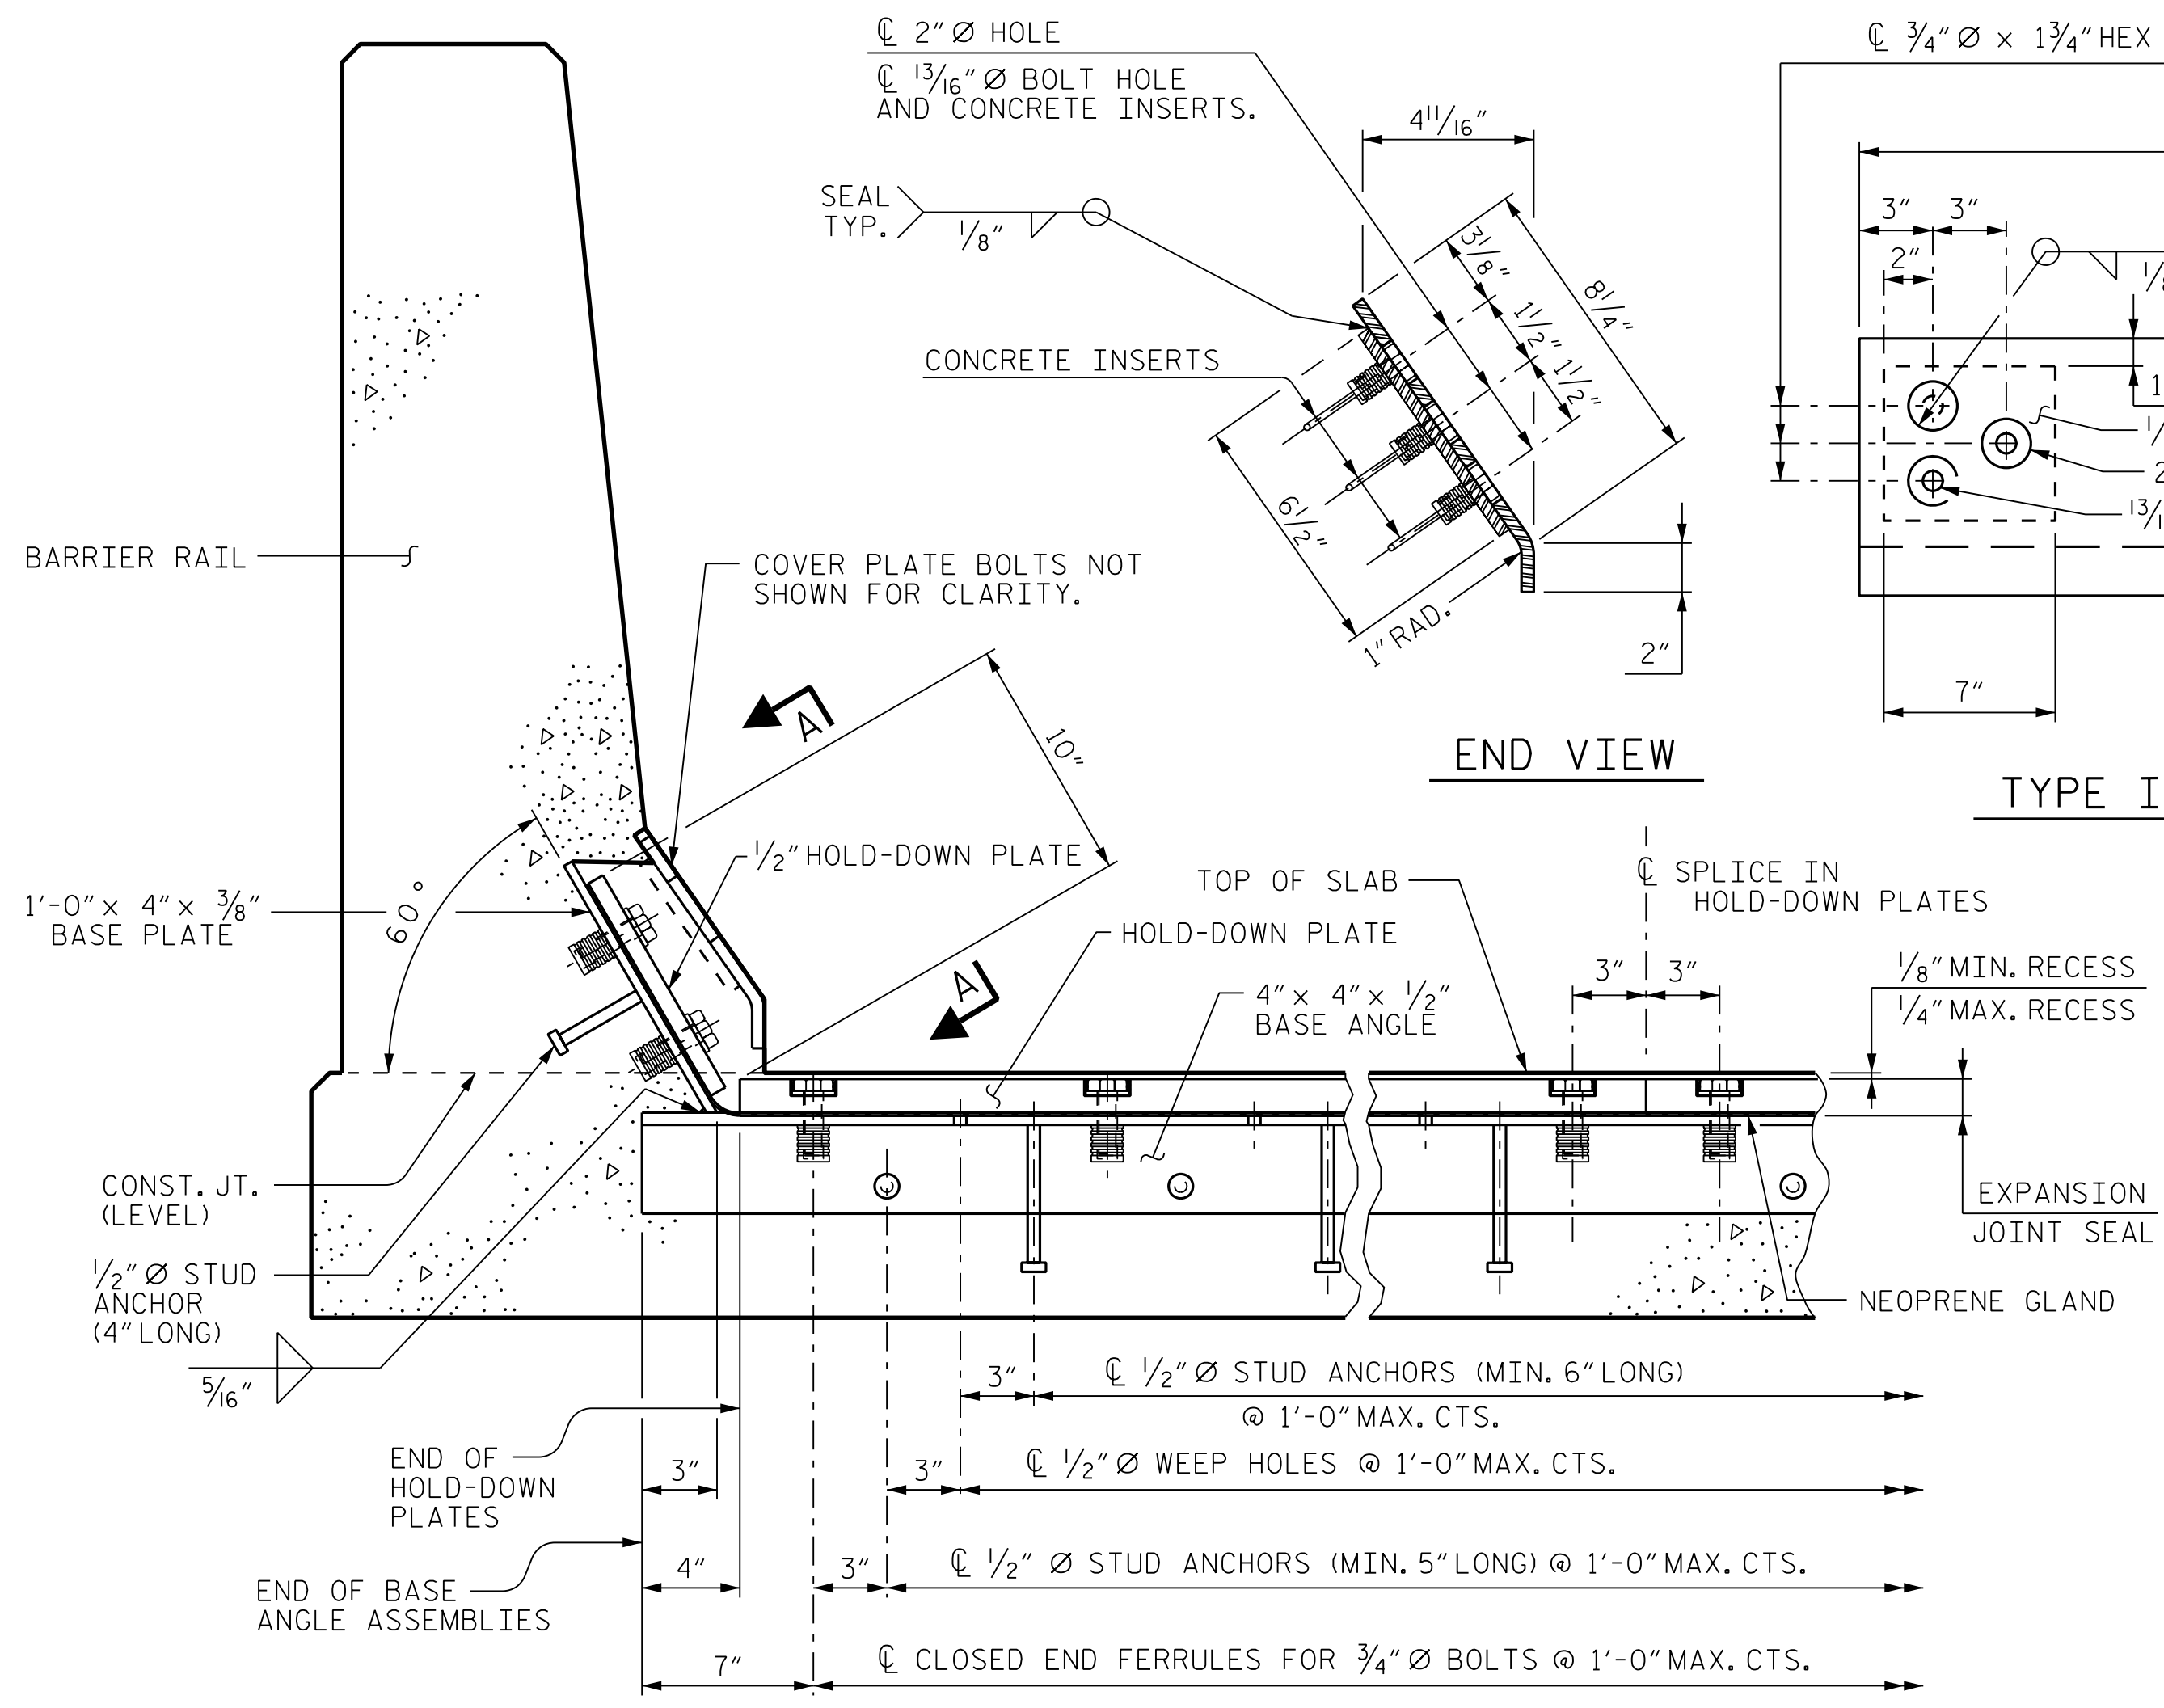 ℄ 2"Ø HOLE
℄ 13/16"Ø BOLT HOLE
AND CONCRETE INSERTS.
℄ 3/4"Ø x 1 3/4" HEX
4 11/16"
SEAL
TYP.
1/8"
3 1/8"
8 1/4"
1 1/2"
1 1/2"
CONCRETE INSERTS
6 1/2"
1" RAD.
2"
END VIEW
3"
3"
2"
7"
TYPE I
BARRIER RAIL
COVER PLATE BOLTS NOT
SHOWN FOR CLARITY.
A
10"
A
1/2" HOLD-DOWN PLATE
1'-0" x 4" x 3/8"
BASE PLATE
60°
TOP OF SLAB
HOLD-DOWN PLATE
4" x 4" x 1/2"
BASE ANGLE
℄ SPLICE IN
HOLD-DOWN PLATES
3"
3"
1/8" MIN. RECESS
1/4" MAX. RECESS
EXPANSION
JOINT SEAL
NEOPRENE GLAND
CONST. JT.
(LEVEL)
1/2"Ø STUD
ANCHOR
(4" LONG)
5/16"
3"
℄ 1/2"Ø STUD ANCHORS (MIN. 6" LONG)
@ 1'-0" MAX. CTS.
END OF
HOLD-DOWN
PLATES
3"
3"
℄ 1/2"Ø WEEP HOLES @ 1'-0" MAX. CTS.
END OF BASE
ANGLE ASSEMBLIES
4"
3"
℄ 1/2" Ø STUD ANCHORS (MIN. 5" LONG) @ 1'-0" MAX. CTS.
7"
℄ CLOSED END FERRULES FOR 3/4"Ø BOLTS @ 1'-0" MAX. CTS.